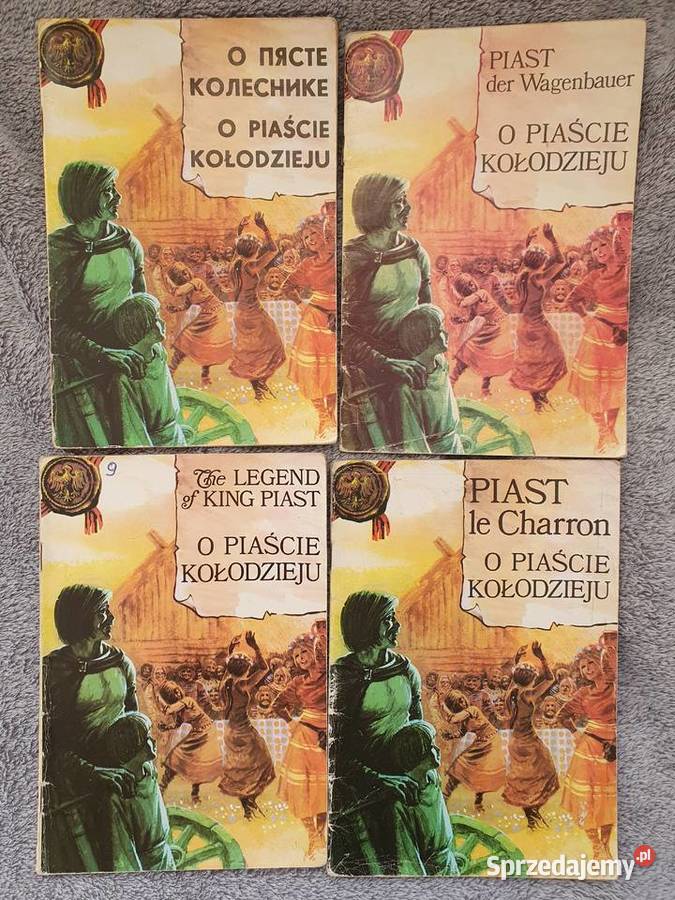 О ПЯСТЕ
КОЛЕСНИКЕ
O PIAŚCIE
KOŁODZIEJU
PIAST
der Wagenbauer
O PIAŚCIE
KOŁODZIEJU
9
The LEGEND
of KING PIAST
O PIAŚCIE
KOŁODZIEJU
PIAST
le Charron
O PIAŚCIE
KOŁODZIEJU
Sprzedajemy.pl